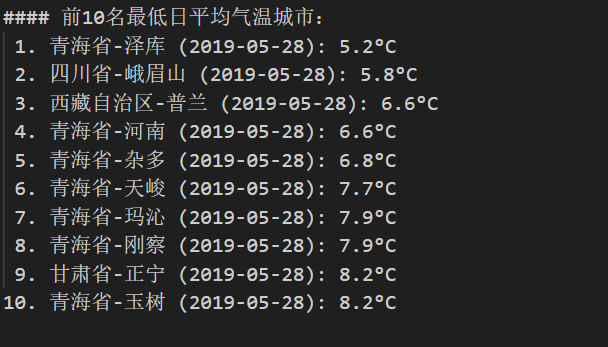 #### 前10名最低日平均气温城市:
1. 青海省-泽库 (2019-05-28): 5.2°C
2. 四川省-峨眉山 (2019-05-28): 5.8°C
3. 西藏自治区-普兰 (2019-05-28): 6.6°C
4. 青海省-河南 (2019-05-28): 6.6°C
5. 青海省-杂多 (2019-05-28): 6.8°C
6. 青海省-天峻 (2019-05-28): 7.7°C
7. 青海省-玛沁 (2019-05-28): 7.9°C
8. 青海省-刚察 (2019-05-28): 7.9°C
9. 甘肃省-正宁 (2019-05-28): 8.2°C
10. 青海省-玉树 (2019-05-28): 8.2°C